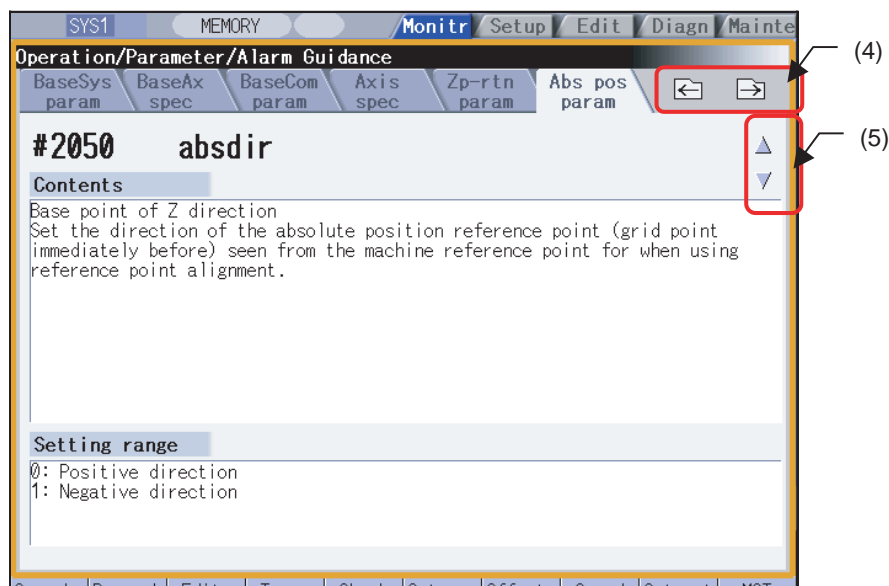 SYS1 MEMORY Monitr Setup Edit Diagn Mainte
Operation/Parameter/Alarm Guidance
BaseSys param BaseAx spec BaseCom param Axis spec Zp-rtn param Abs pos param
(4)
(5)
#2050 absdir
Contents
Base point of Z direction
Set the direction of the absolute position reference point (grid point
immediately before) seen from the machine reference point for when using
reference point alignment.
Setting range
0: Positive direction
1: Negative direction